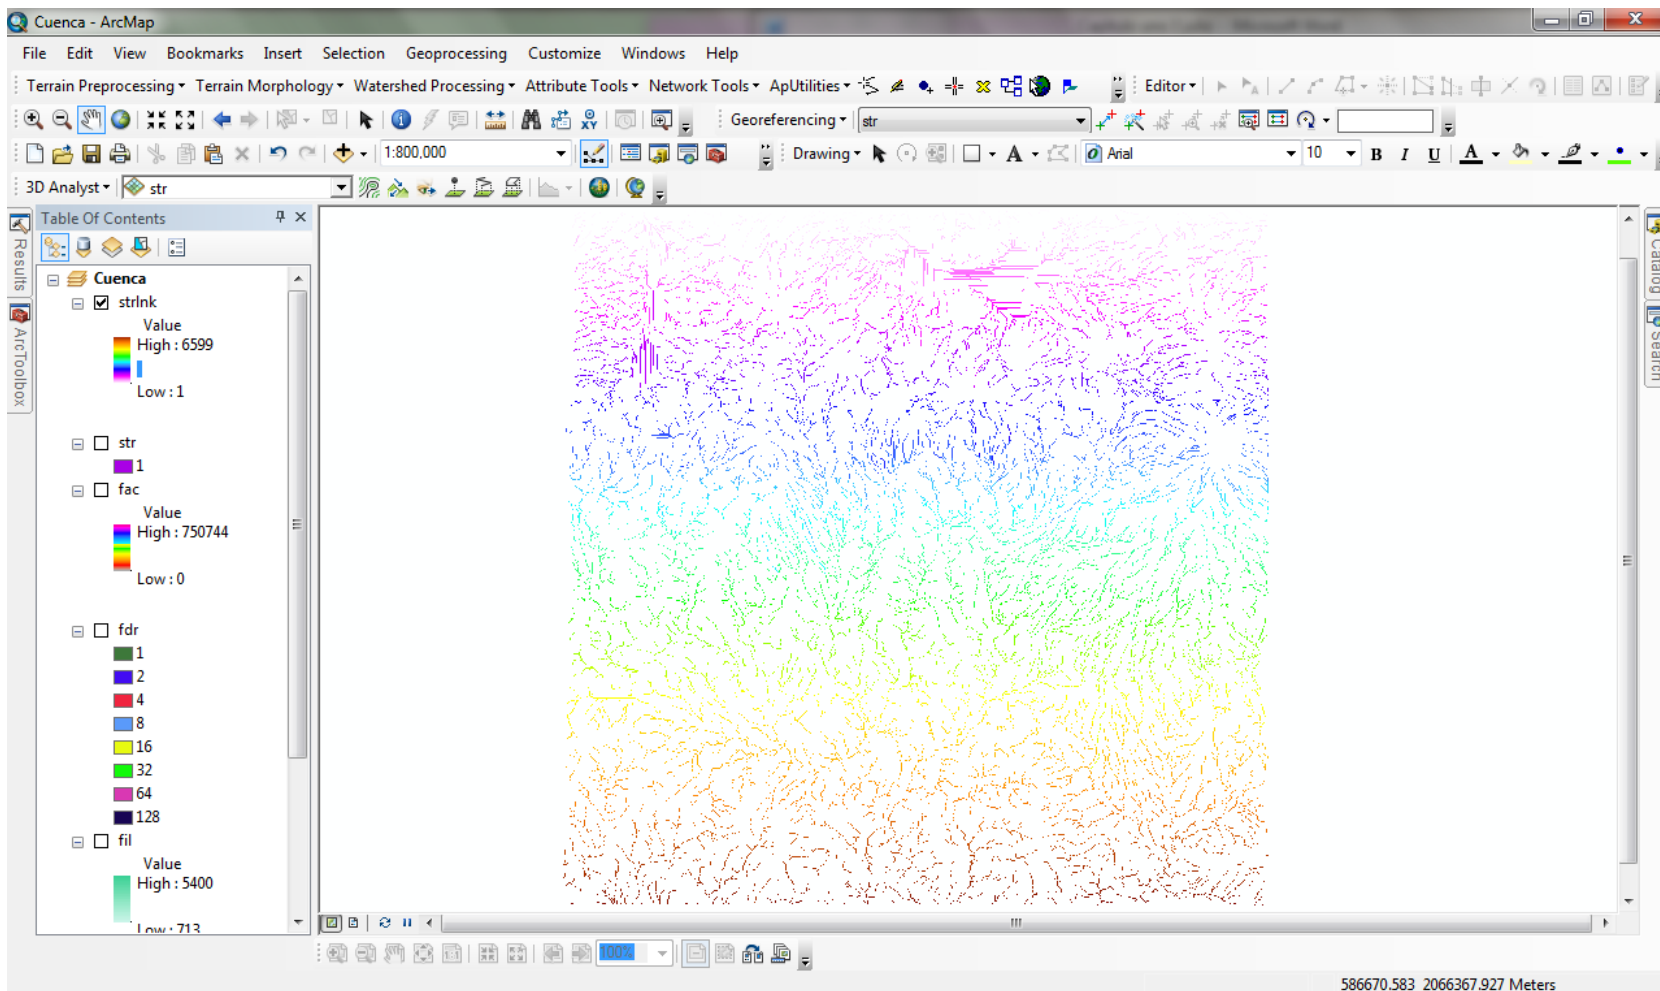 Cuenca - ArcMap
File Edit View Bookmarks Insert Selection Geoprocessing Customize Windows Help
Terrain Preprocessing Terrain Morphology Watershed Processing Attribute Tools Network Tools ApUtilities Editor
Georeferencing str
1:800,000 Drawing A Arial 10 B I U A
3D Analyst str
Table Of Contents
Results
ArcToolbox
Catalog
Search
Cuenca
strlnk
Value
High : 6599
Low : 1
str
1
fac
Value
High : 750744
Low : 0
fdr
1
2
4
8
16
32
64
128
fil
Value
High : 5400
Low : 713
100%
586670.583 2066367.927 Meters